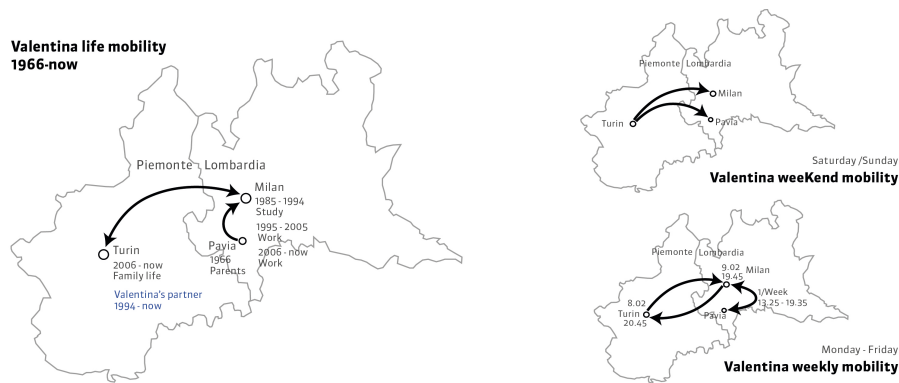 Valentina life mobility
1966-now
Piemonte Lombardia
Milan
1985 - 1994
Study
1995 - 2005
Work
2006 - now
Work
Pavia
1966
Parents
Turin
2006 - now
Family life
Valentina's partner
1994 - now
Piemonte Lombardia
Milan
Turin
Pavia
Saturday /Sunday
Valentina weeKend mobility
Piemonte Lombardia
9.02
Milan
19.45
1/Week
13.25 - 19.35
8.02
Turin
20.45
Pavia
Monday - Friday
Valentina weekly mobility